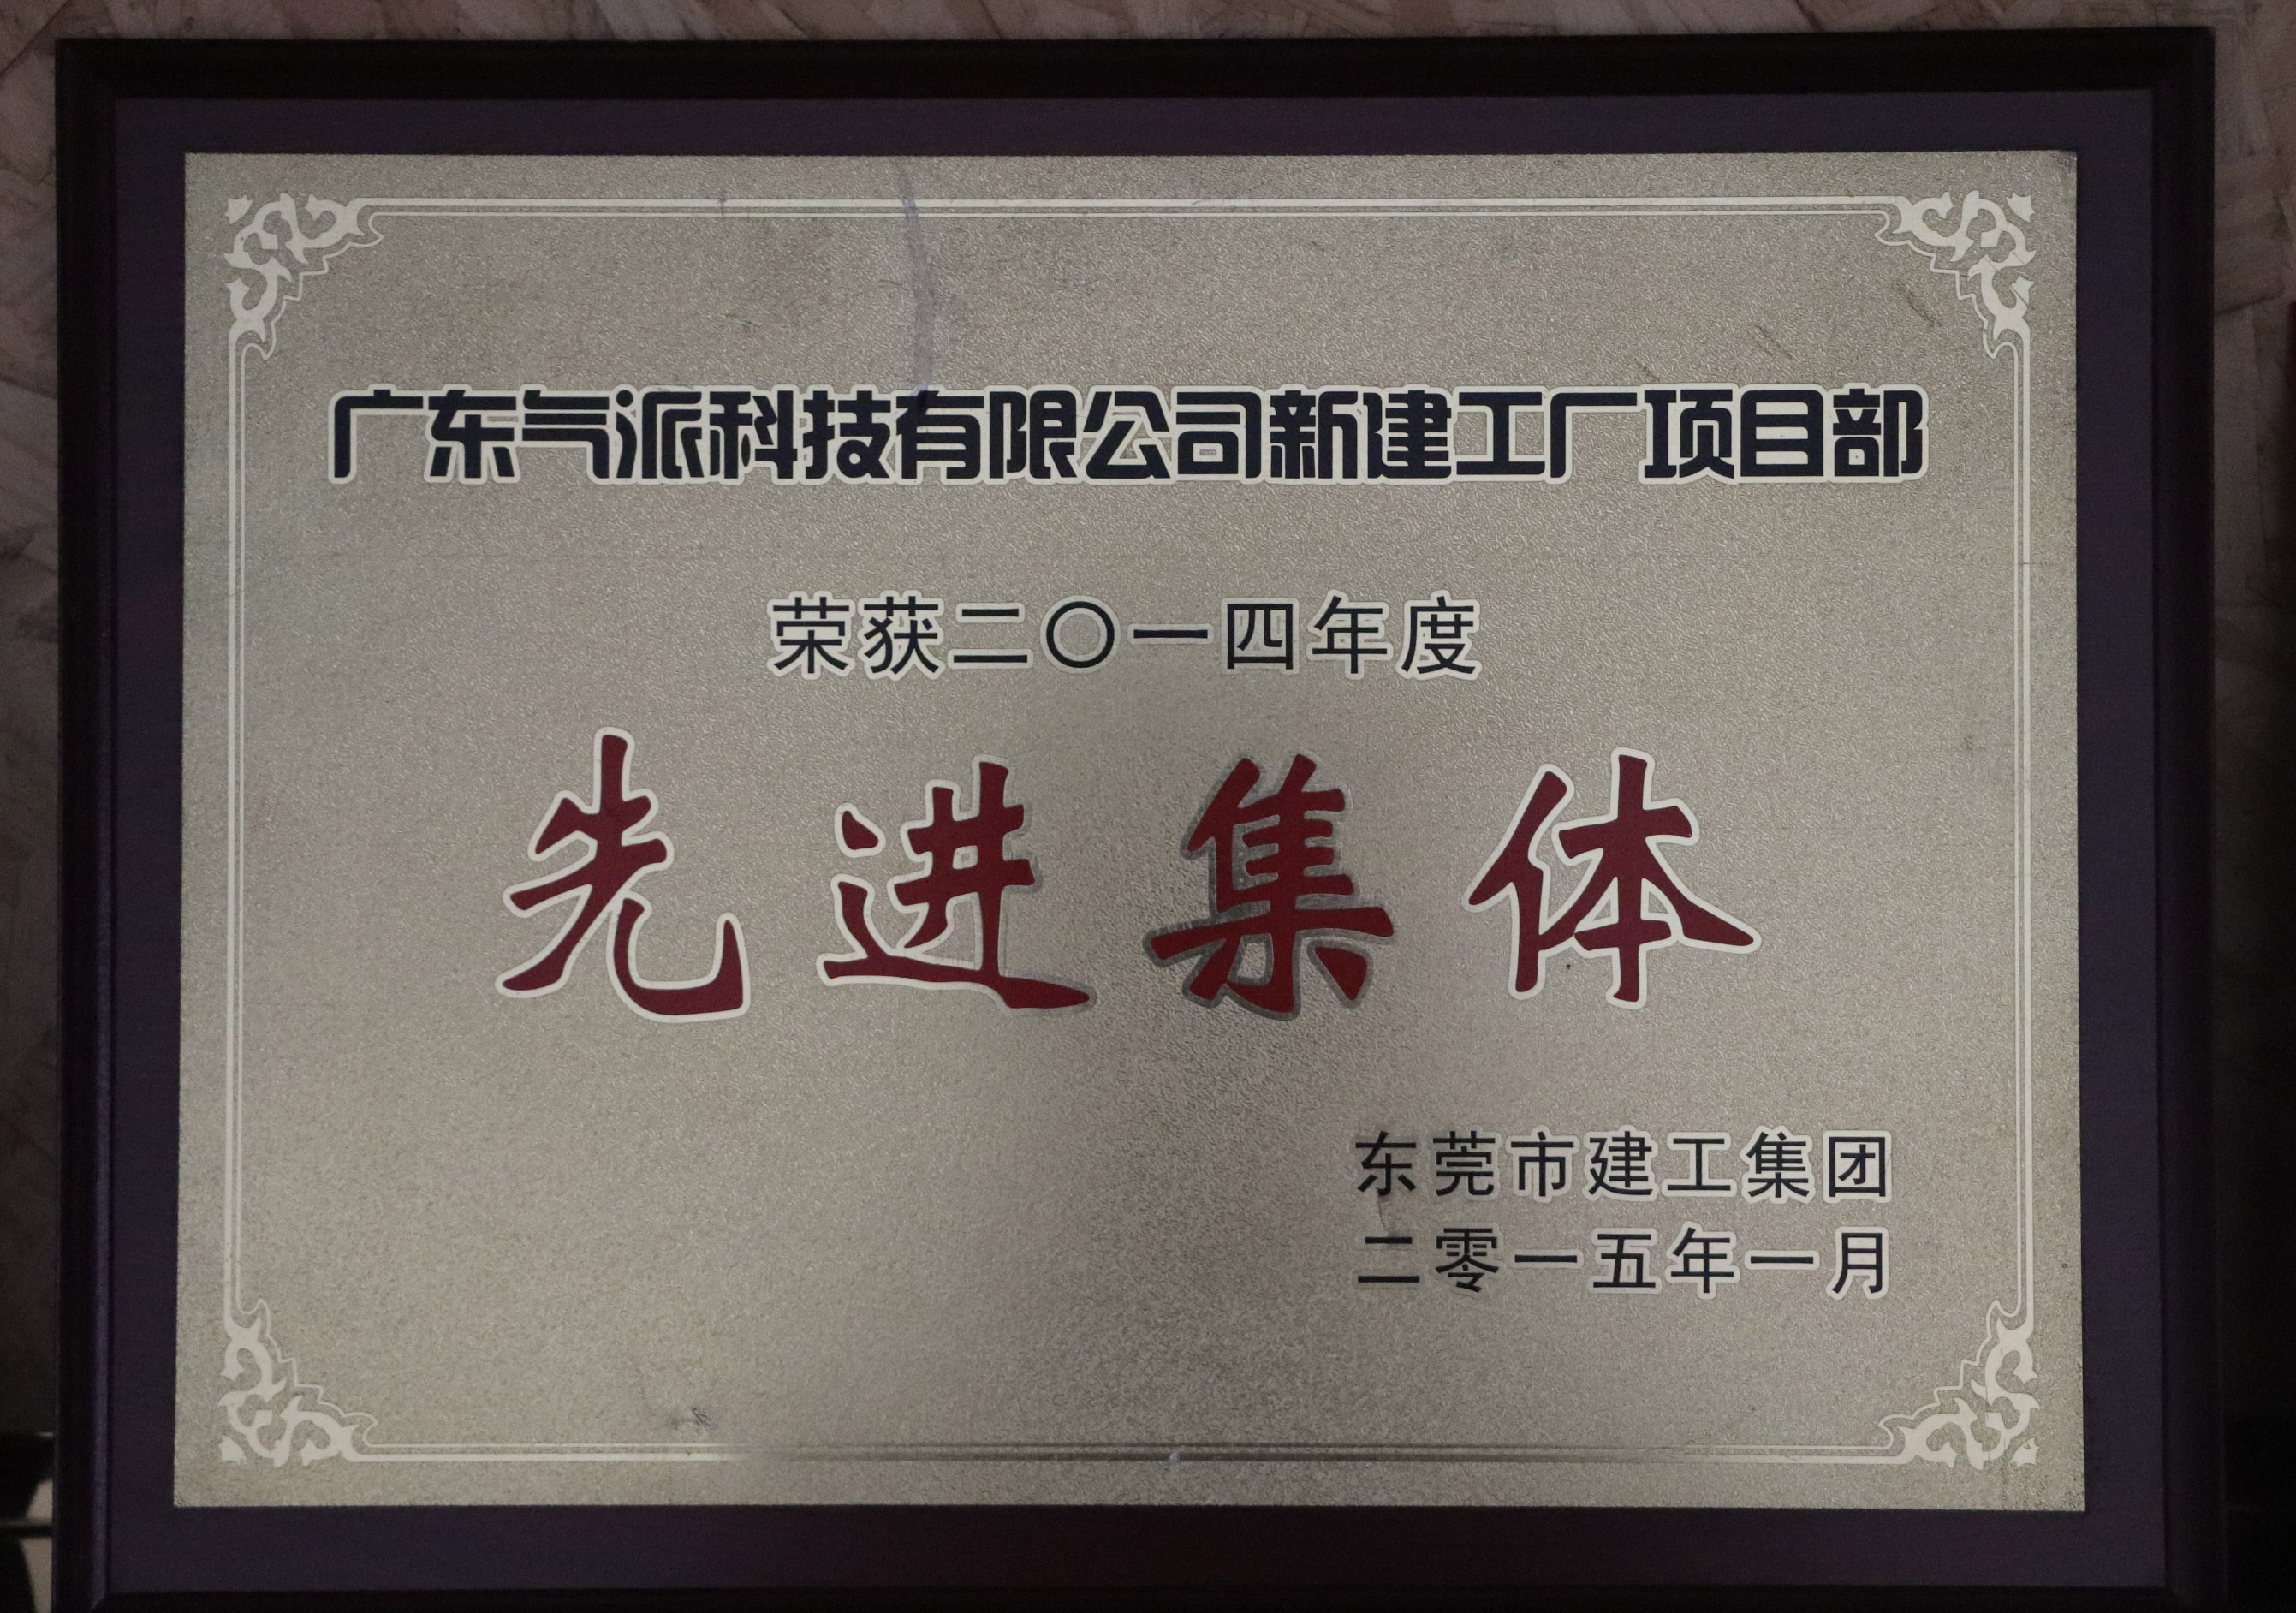 广东气派科技有限公司新建工厂项目部
荣获二〇一四年度
先进集体
东莞市建工集团
二零一五年一月